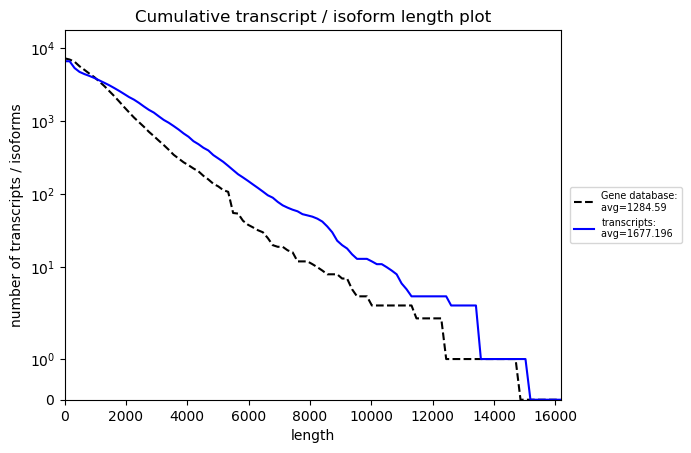 Cumulative transcript / isoform length plot
number of transcripts / isoforms
10⁴
10³
10²
10¹
10⁰
0
0 2000 4000 6000 8000 10000 12000 14000 16000
length
Gene database:
avg=1284.59
transcripts:
avg=1677.196